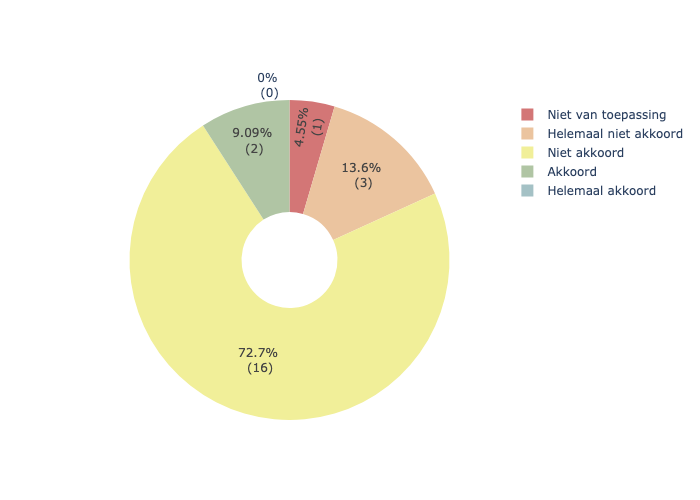 0%
(0)
4.55%
(1)
9.09%
(2)
13.6%
(3)
72.7%
(16)
Niet van toepassing
Helemaal niet akkoord
Niet akkoord
Akkoord
Helemaal akkoord